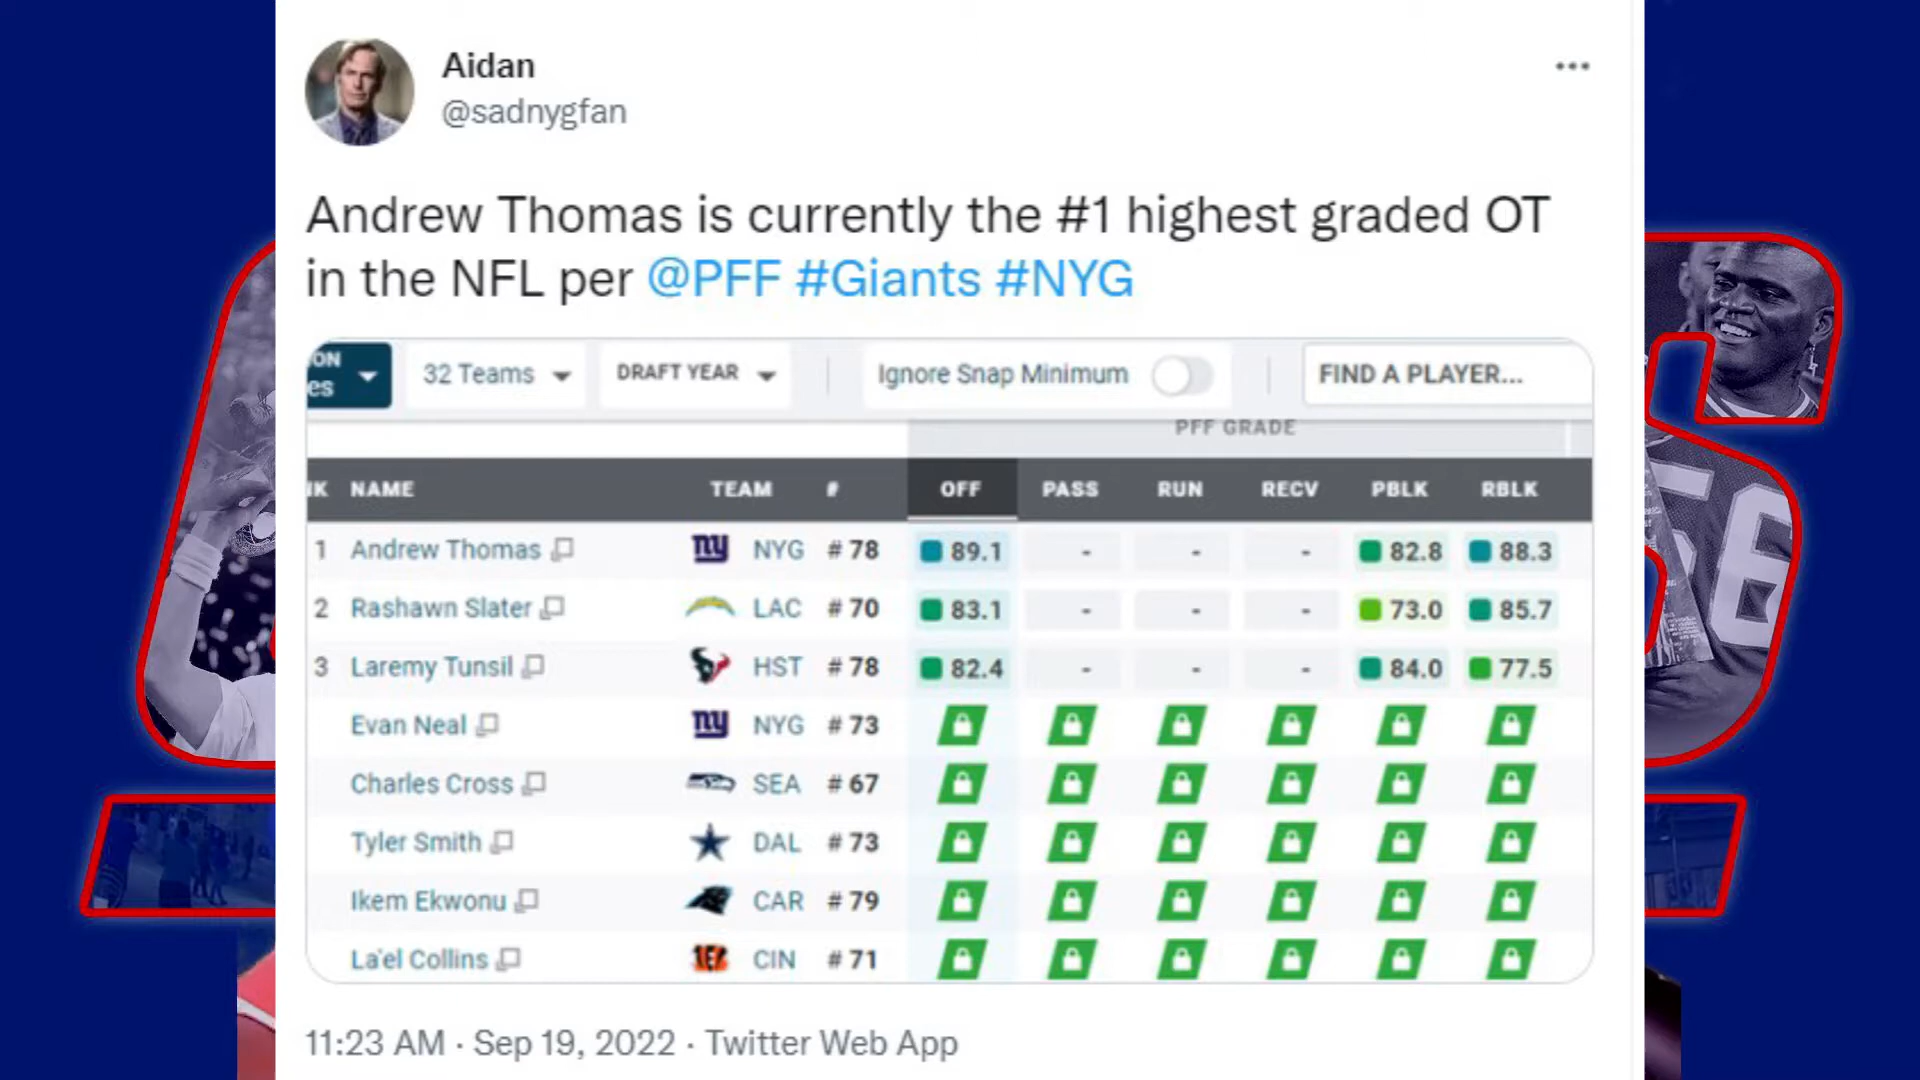 Aidan
@sadnygfan
Andrew Thomas is currently the #1 highest graded OT
in the NFL per @PFF #Giants #NYG
32 Teams DRAFT YEAR Ignore Snap Minimum FIND A PLAYER...
PFF GRADE
NAME TEAM # OFF PASS RUN RECV PBLK RBLK
1 Andrew Thomas NYG #78 89.1 - - - 82.8 88.3
2 Rashawn Slater LAC #70 83.1 - - - 73.0 85.7
3 Laremy Tunsil HST #78 82.4 - - - 84.0 77.5
Evan Neal NYG #73
Charles Cross SEA #67
Tyler Smith DAL #73
Ikem Ekwonu CAR #79
La'el Collins CIN #71
11:23 AM · Sep 19, 2022 · Twitter Web App
56